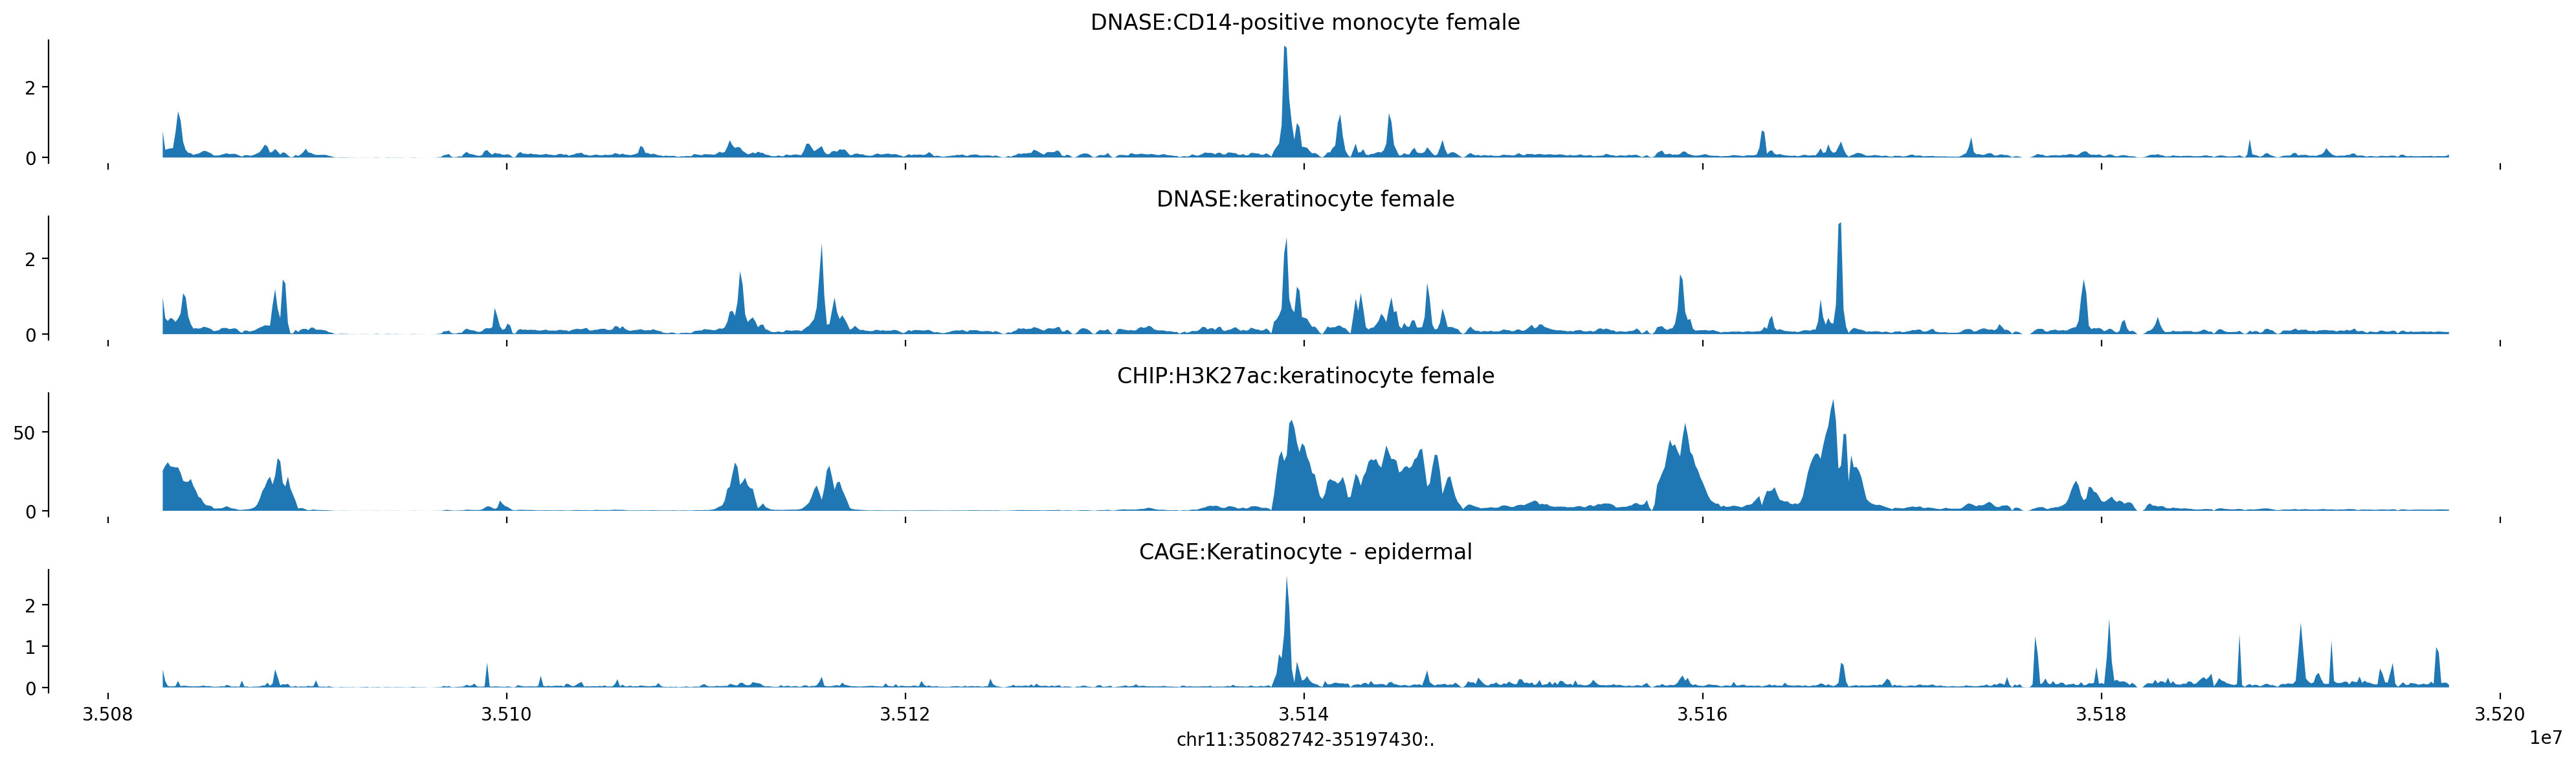 DNASE:CD14-positive monocyte female
2
0
DNASE:keratinocyte female
2
0
CHIP:H3K27ac:keratinocyte female
50
0
CAGE:Keratinocyte - epidermal
2
1
0
3.508 3.510 3.512 3.514 3.516 3.518 3.520
chr11:35082742-35197430:.
1e7